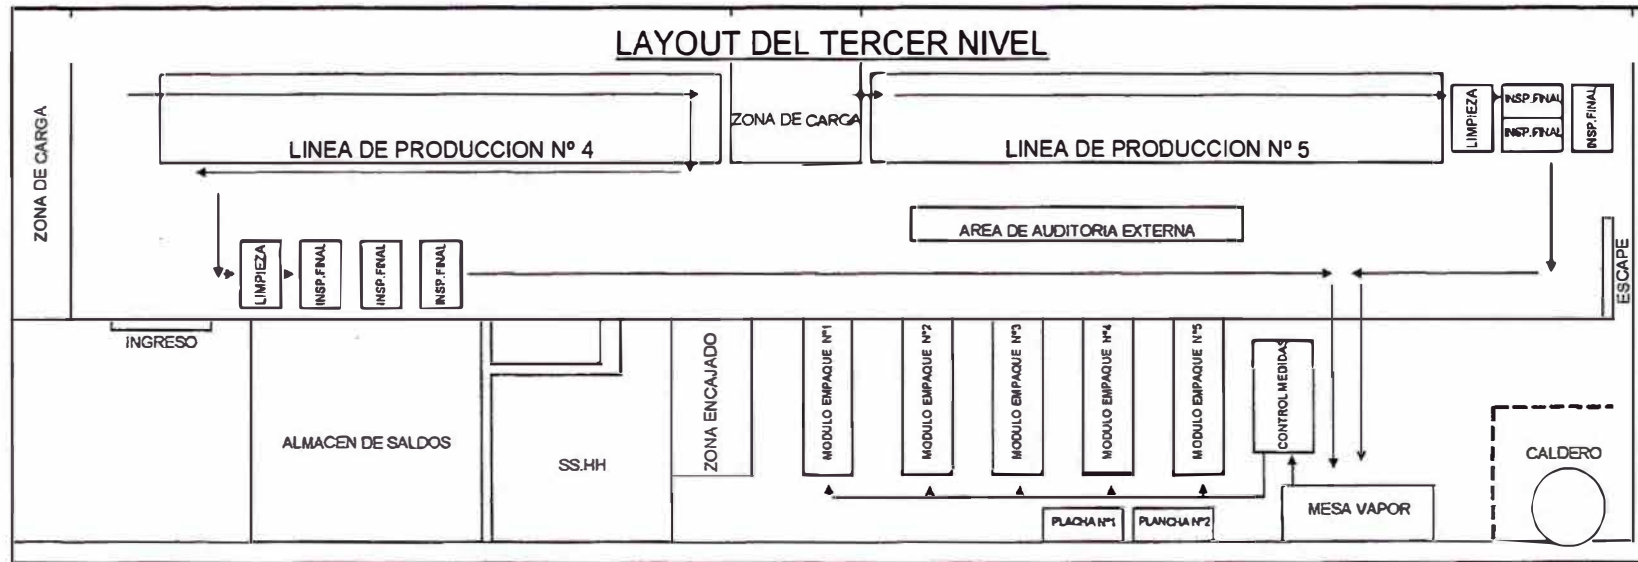 LAYOUT DEL TERCER NIVEL
ZONA DE CARGA
LINEA DE PRODUCCION Nº 4
ZONA DE CARGA
LINEA DE PRODUCCION Nº 5
LIMPIEZA
INSP.FINAL
INSP.FINAL
INSP.FINAL
AREA DE AUDITORIA EXTERNA
LIMPIEZA
INSP.FINAL
INSP.FINAL
INSP.FINAL
ESCAPE
INGRESO
ALMACEN DE SALDOS
SS.HH
ZONA ENCAJADO
MODULO EMPAQUE Nº1
MODULO EMPAQUE Nº2
MODULO EMPAQUE Nº3
MODULO EMPAQUE Nº4
MODULO EMPAQUE Nº5
CONTROL MEDIDAS
CALDERO
PLACHA Nº1
PLANCHA Nº2
MESA VAPOR